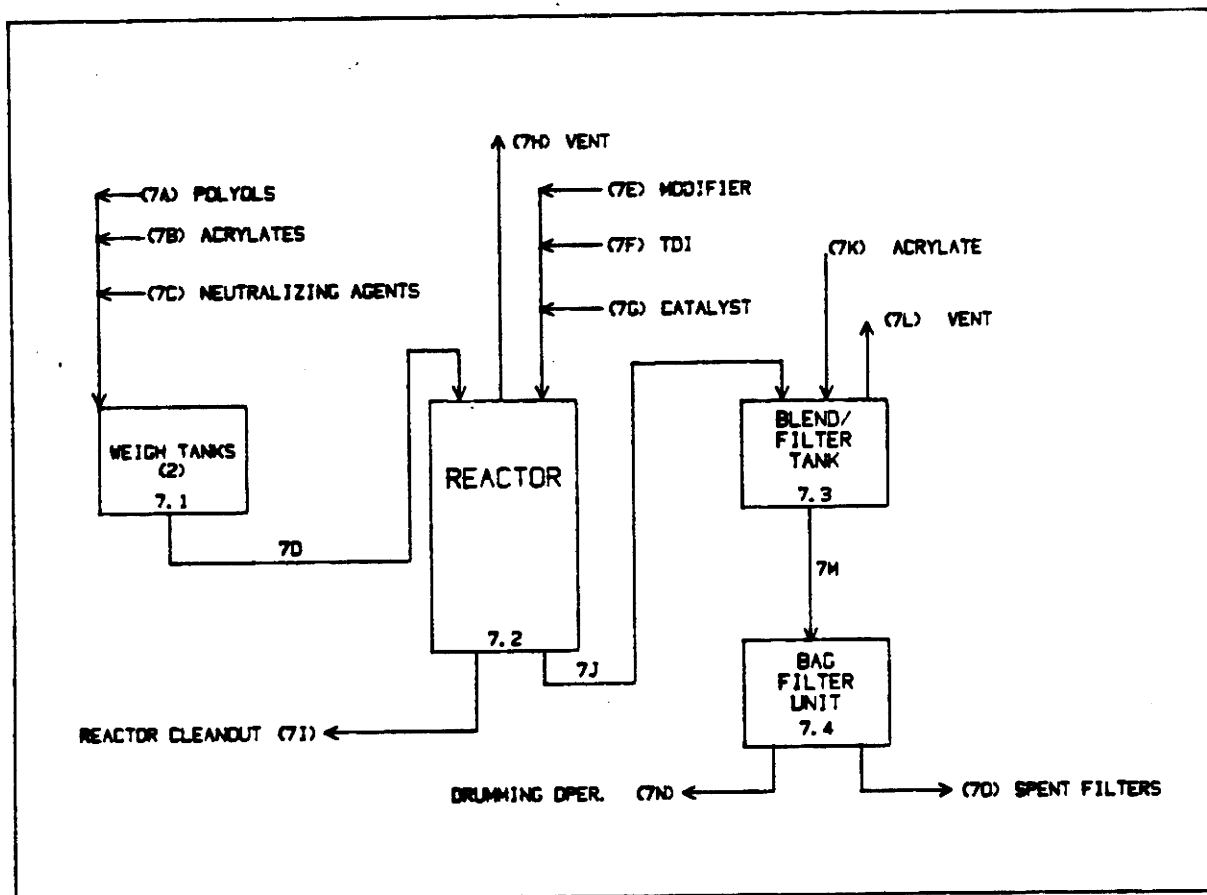 (7H) VENT
(7A) POLYOLS
(7E) MODIFIER
(7B) ACRYLATES
(7F) TDI
(7K) ACRYLATE
(7C) NEUTRALIZING AGENTS
(7G) CATALYST
(7L) VENT
WEIGH TANKS
(2)
7.1
REACTOR
7.2
BLEND/
FILTER
TANK
7.3
7D
7M
7J
BAG
FILTER
UNIT
7.4
REACTOR CLEANOUT (7I)
DRUMMING OPER. (7N)
(7O) SPENT FILTERS